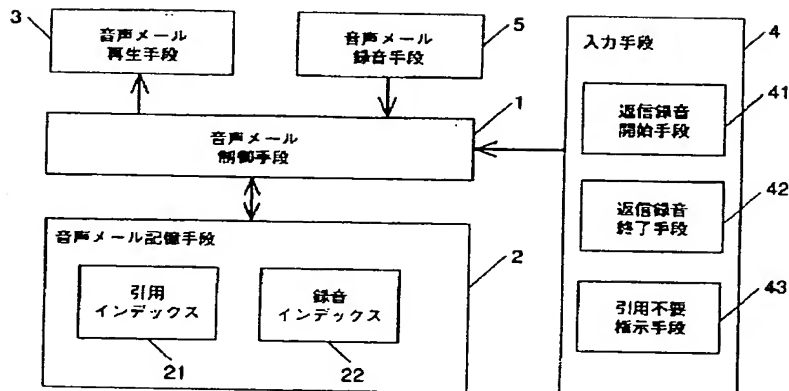 3
音声メール
再生手段
音声メール
録音手段
5
入力手段
4
返信録音
開始手段
41
1
音声メール
制御手段
返信録音
終了手段
42
音声メール記憶手段
2
引用
インデックス
録音
インデックス
21
22
引用不要
指示手段
43